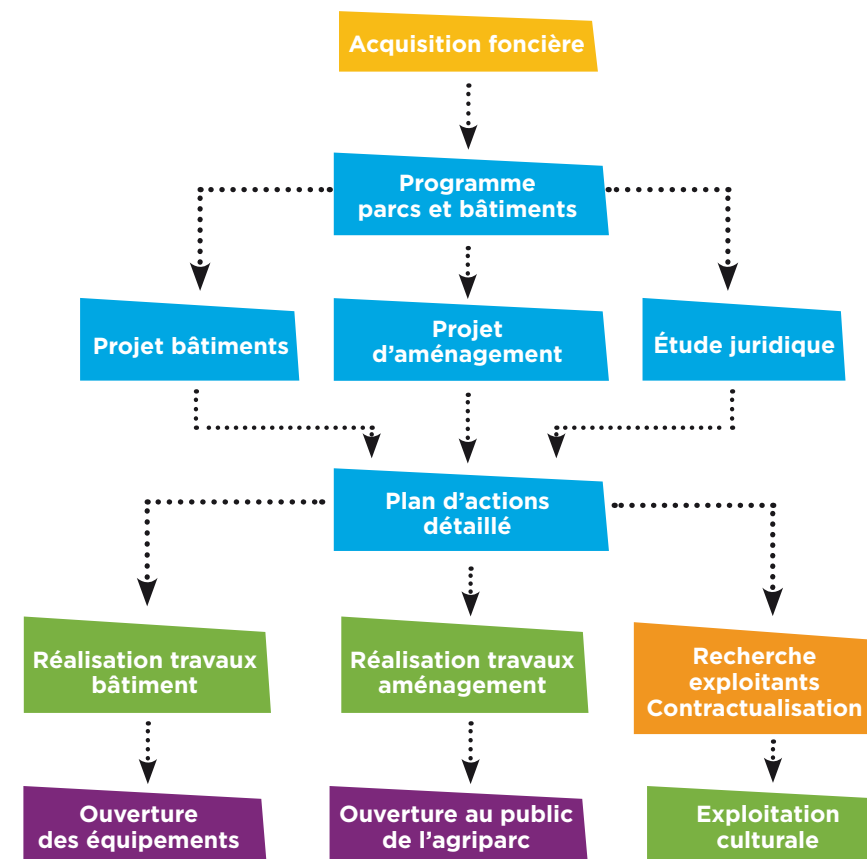 Acquisition foncière
Programme
parcs et bâtiments
Projet bâtiments
Projet
d’aménagement
Étude juridique
Plan d’actions
détaillé
Réalisation travaux
bâtiment
Réalisation travaux
aménagement
Recherche
exploitants
Contractualisation
Ouverture
des équipements
Ouverture au public
de l’agriparc
Exploitation
culturale